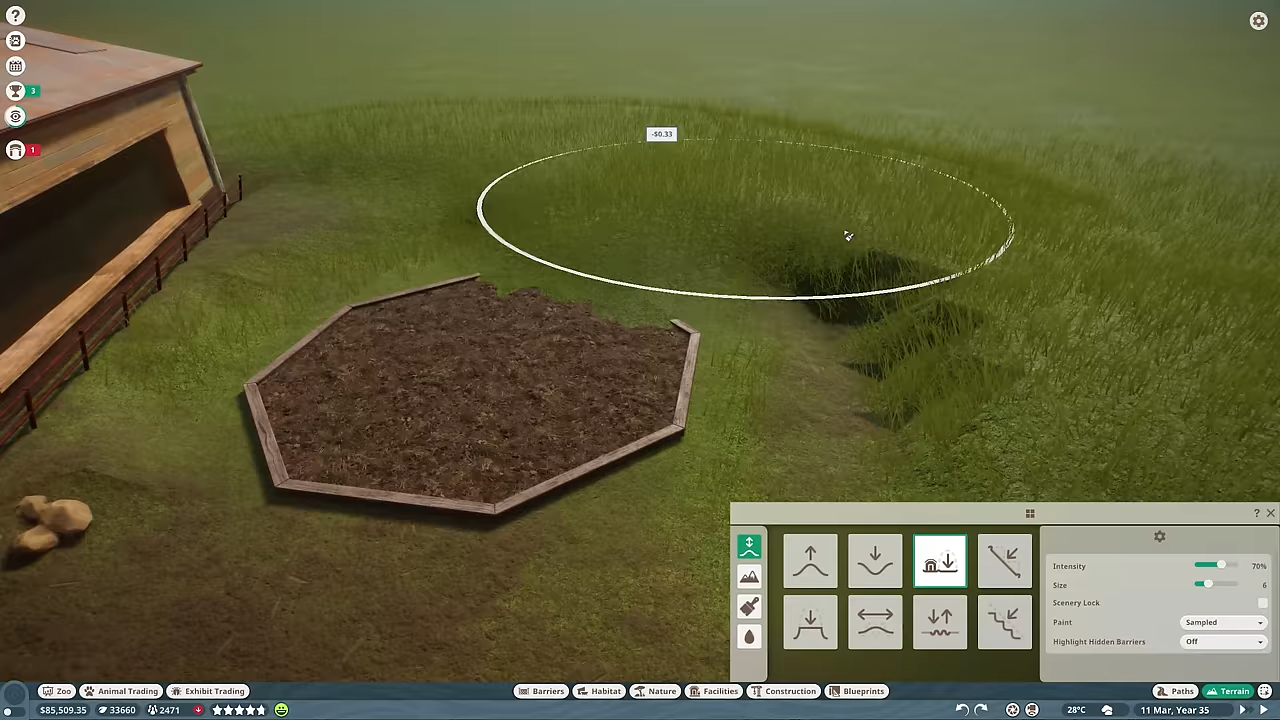 ?
3
1
-$0.33
?
Intensity 70%
Size 6
Scenery Lock
Paint Sampled
Highlight Hidden Barriers Off
Zoo Animal Trading Exhibit Trading Barriers Habitat Nature Facilities Construction Blueprints Paths Terrain
$85,509.35 33660 2471 28°C 11 Mar, Year 35